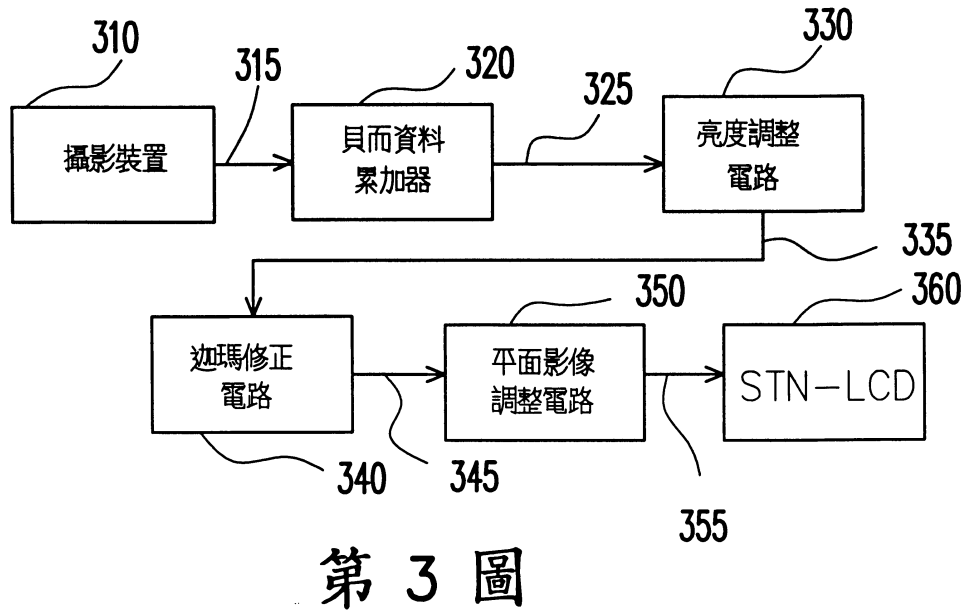 310
315
320
325
330
攝影裝置
貝而資料
累加器
亮度調整
電路
335
340
345
350
355
360
迦瑪修正
電路
平面影像
調整電路
STN-LCD
第 3 圖